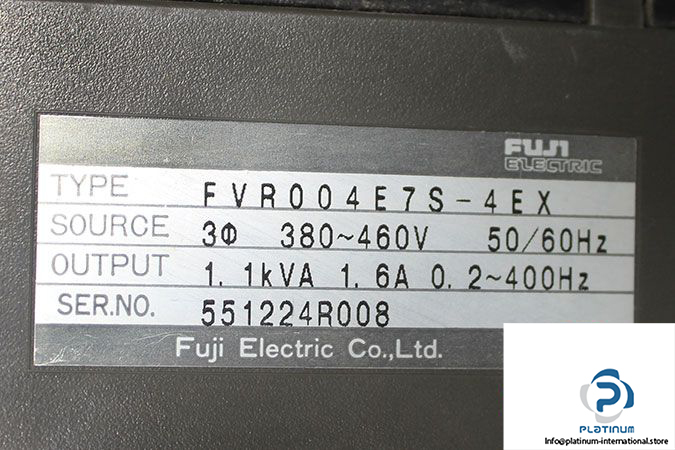 FUJI
ELECTRIC
TYPE FVR004E7S-4EX
SOURCE 3Φ 380~460V 50/60Hz
OUTPUT 1.1kVA 1.6A 0.2~400Hz
SER.NO. 551224R008
Fuji Electric Co.,Ltd.
PLATINUM
Info@platinum-international.store